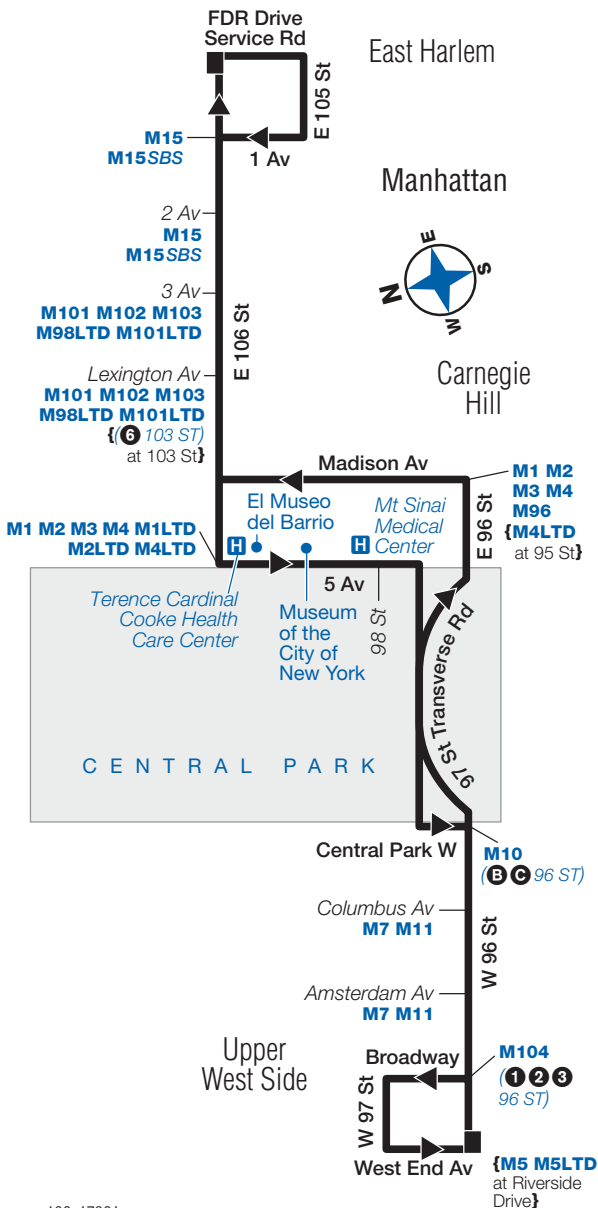 FDR Drive
Service Rd
East Harlem
E 105 St
M15
M15SBS
1 Av
Manhattan
2 Av
M15
M15SBS
E
S
N
W
3 Av
M101 M102 M103
M98LTD M101LTD
E 106 St
Lexington Av
M101 M102 M103
M98LTD M101LTD
{(6 103 ST)
at 103 St}
Carnegie
Hill
Madison Av
M1 M2
M3 M4
M96
{M4LTD
at 95 St}
E 96 St
El Museo
del Barrio
Mt Sinai
Medical
Center
H
H
M1 M2 M3 M4 M1LTD
M2LTD M4LTD
5 Av
Terence Cardinal
Cooke Health
Care Center
Museum
of the
City of
New York
98 St
97 St Transverse Rd
CENTRAL PARK
Central Park W
M10
(B C 96 ST)
Columbus Av
M7 M11
W 96 St
Amsterdam Av
M7 M11
Upper
West Side
Broadway
M104
(1 2 3
96 ST)
W 97 St
West End Av
{M5 M5LTD
at Riverside
Drive}